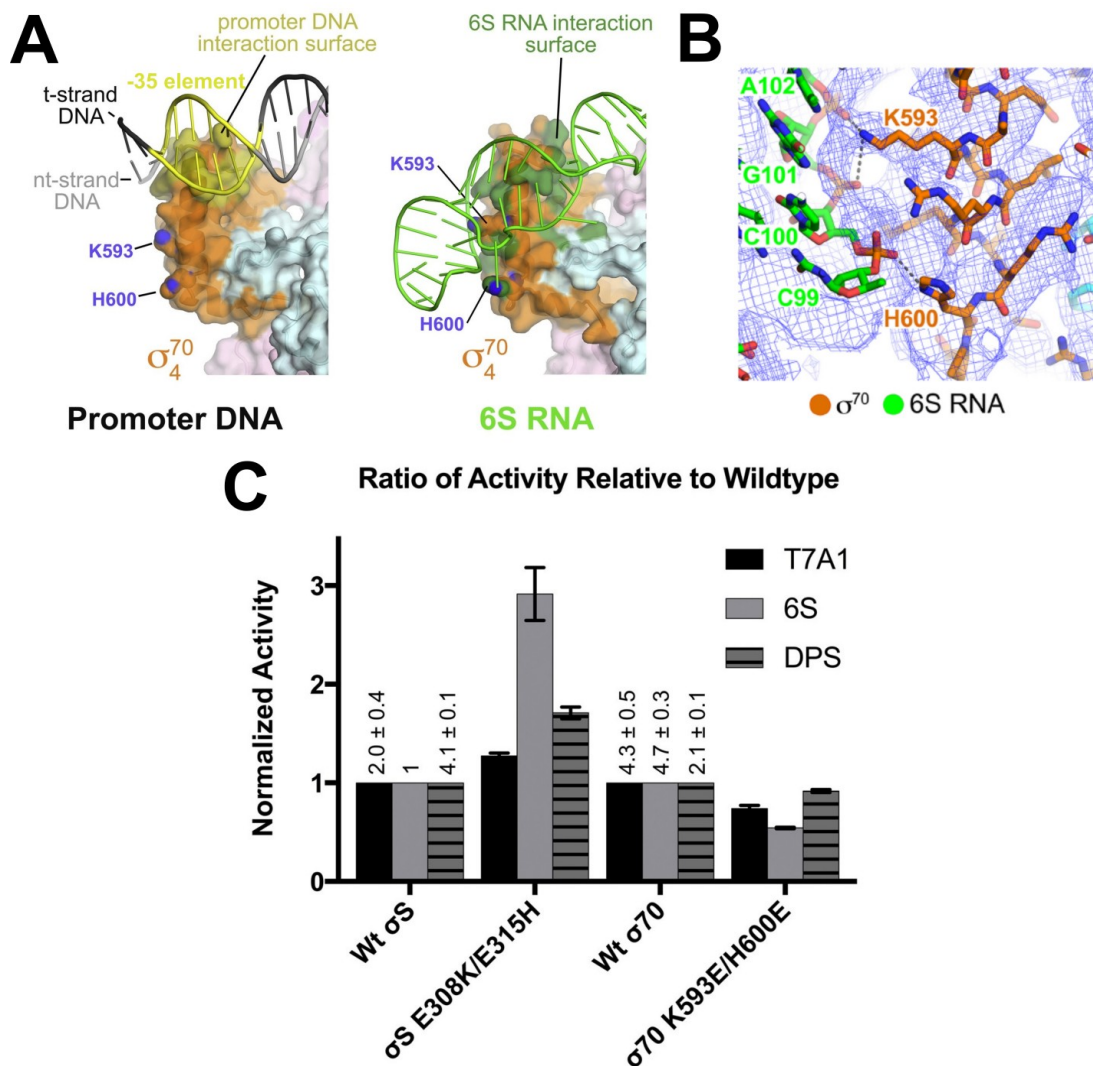 A
promoter DNA
interaction surface
-35 element
t-strand
DNA
nt-strand
DNA
K593
H600
σ⁷⁰₄
Promoter DNA
6S RNA interaction
surface
K593
H600
σ⁷⁰₄
6S RNA
B
A102
K593
G101
C100
C99
H600
σ⁷⁰ 6S RNA
C
Ratio of Activity Relative to Wildtype
Normalized Activity
3
2
1
0
2.0 ± 0.4
1
4.1 ± 0.1
4.3 ± 0.5
4.7 ± 0.3
2.1 ± 0.1
T7A1
6S
DPS
Wt σS
σS E308K/E315H
Wt σ70
σ70 K593E/H600E